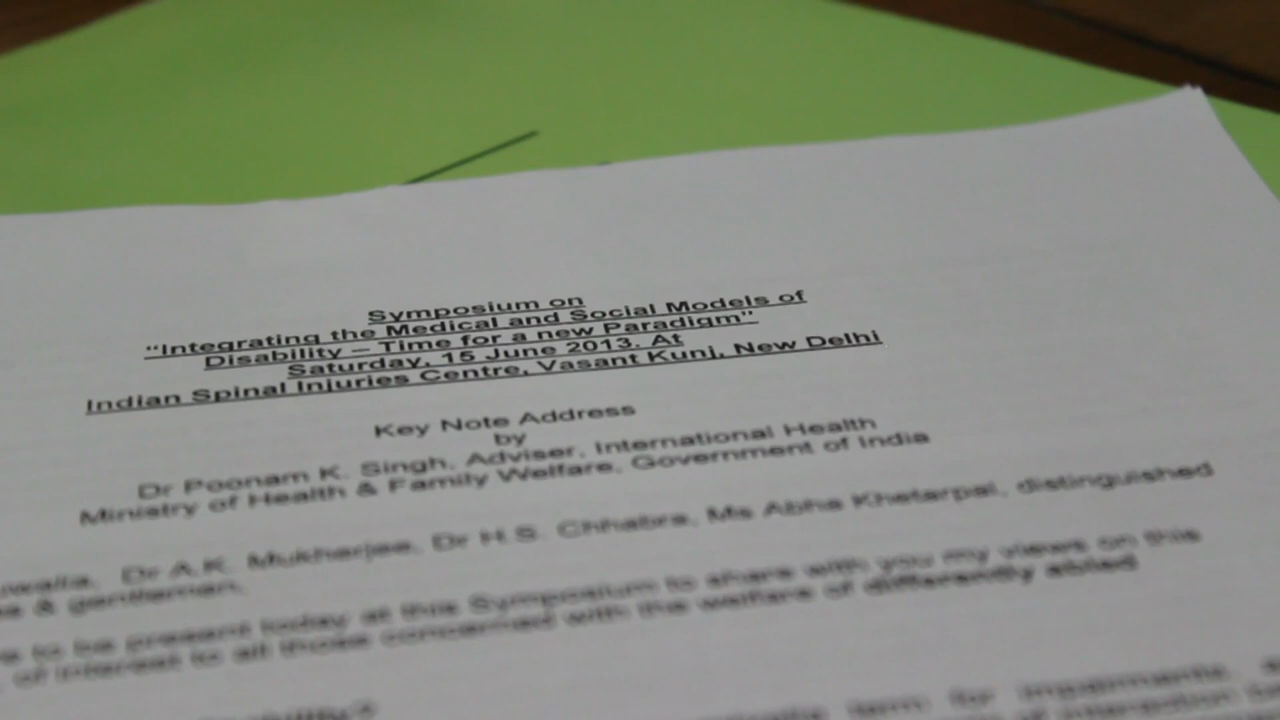 Symposium on
“Integrating the Medical and Social Models of
Disability – Time for a new Paradigm”
Saturday, 15 June 2013. At
Indian Spinal Injuries Centre, Vasant Kunj, New Delhi
Key Note Address
by
Dr Poonam K. Singh, Adviser, International Health
Ministry of Health & Family Welfare, Government of India
Dr A.K. Mukherjee, Dr H.S. Chhabra, Ms Abha Khetarpal, distinguished
& gentleman,
to be present today at this Symposium to share with you my views on this
of interest to all those concerned with the welfare of differently abled
term for impairments,